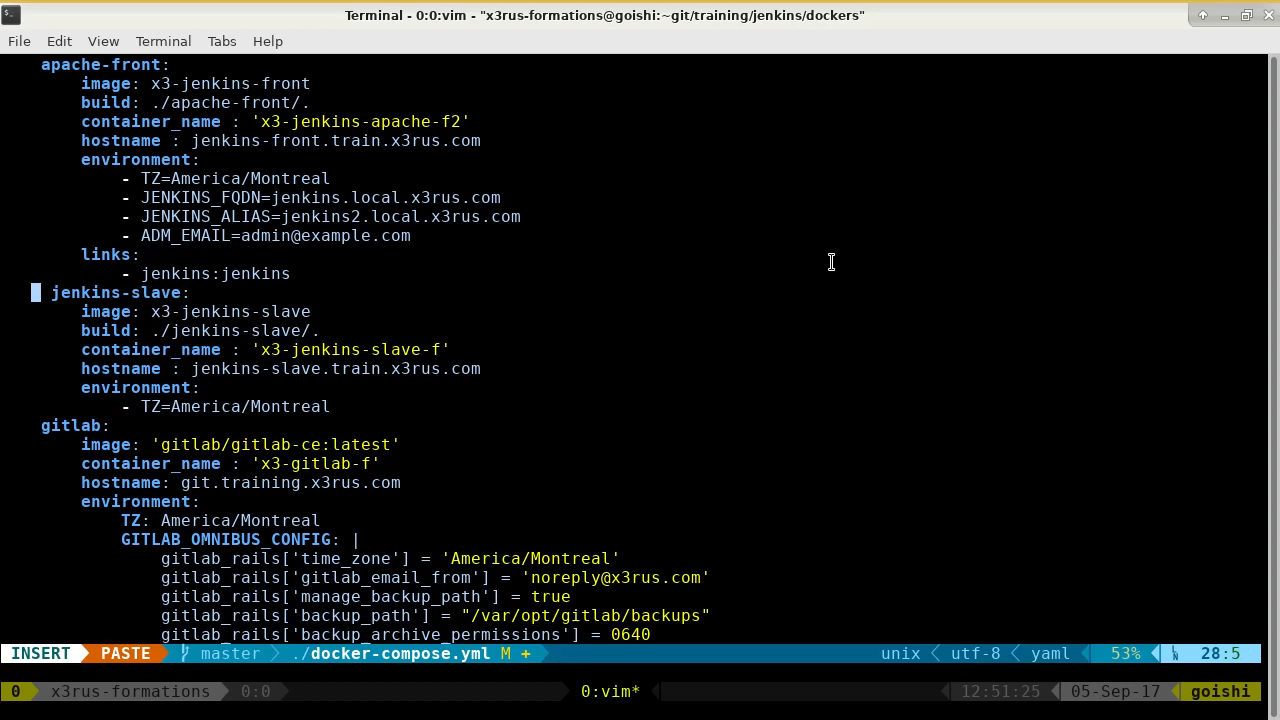 Terminal - 0:0:vim - "x3rus-formations@goishi:~git/training/jenkins/dockers"
File Edit View Terminal Tabs Help
apache-front:
image: x3-jenkins-front
build: ./apache-front/.
container_name : 'x3-jenkins-apache-f2'
hostname : jenkins-front.train.x3rus.com
environment:
- TZ=America/Montreal
- JENKINS_FQDN=jenkins.local.x3rus.com
- JENKINS_ALIAS=jenkins2.local.x3rus.com
- ADM_EMAIL=admin@example.com
links:
- jenkins:jenkins
jenkins-slave:
image: x3-jenkins-slave
build: ./jenkins-slave/.
container_name : 'x3-jenkins-slave-f'
hostname : jenkins-slave.train.x3rus.com
environment:
- TZ=America/Montreal
gitlab:
image: 'gitlab/gitlab-ce:latest'
container_name : 'x3-gitlab-f'
hostname: git.training.x3rus.com
environment:
TZ: America/Montreal
GITLAB_OMNIBUS_CONFIG: |
gitlab_rails['time_zone'] = 'America/Montreal'
gitlab_rails['gitlab_email_from'] = 'noreply@x3rus.com'
gitlab_rails['manage_backup_path'] = true
gitlab_rails['backup_path'] = "/var/opt/gitlab/backups"
gitlab_rails['backup_archive_permissions'] = 0640
INSERT PASTE master ./docker-compose.yml M + unix utf-8 yaml 53% 28:5
0 x3rus-formations 0:0 0:vim* 12:51:25 05-Sep-17 goishi